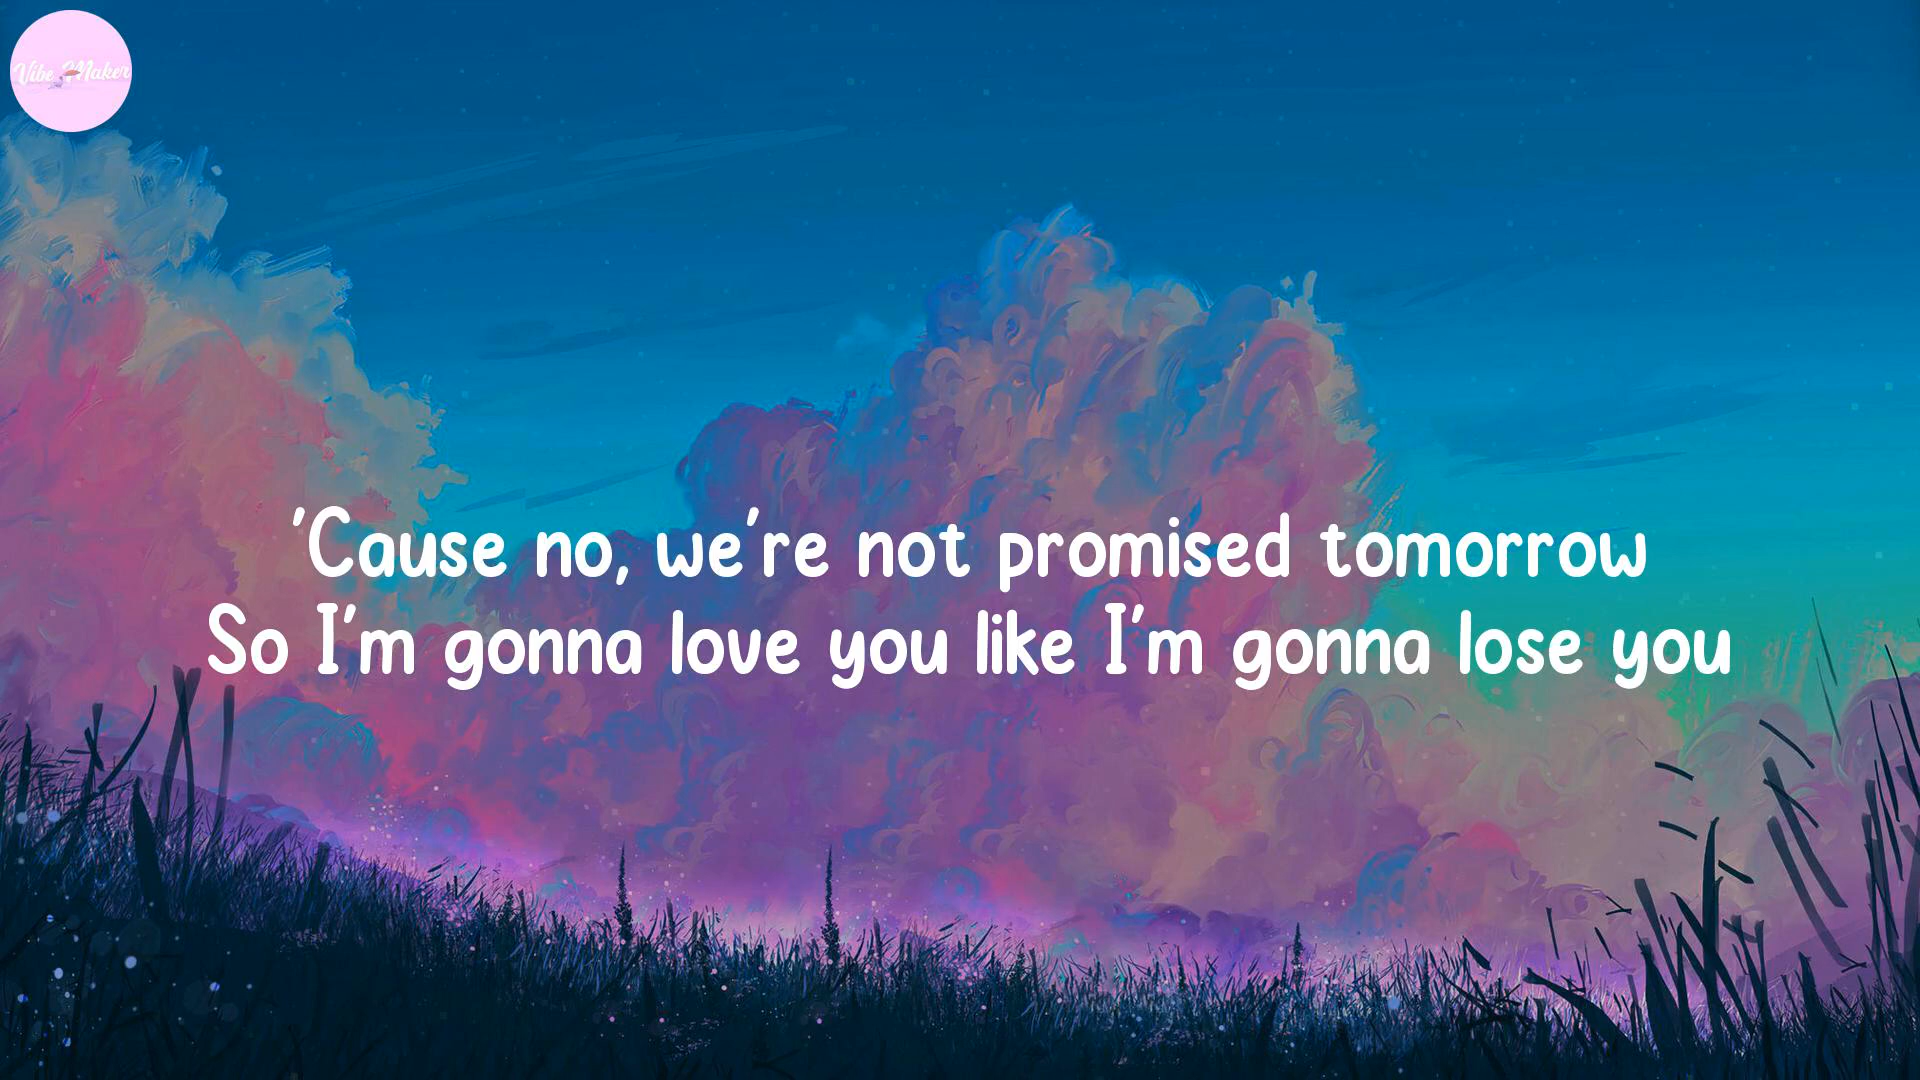 Vibe Maker
'Cause no, we're not promised tomorrow
So I'm gonna love you like I'm gonna lose you